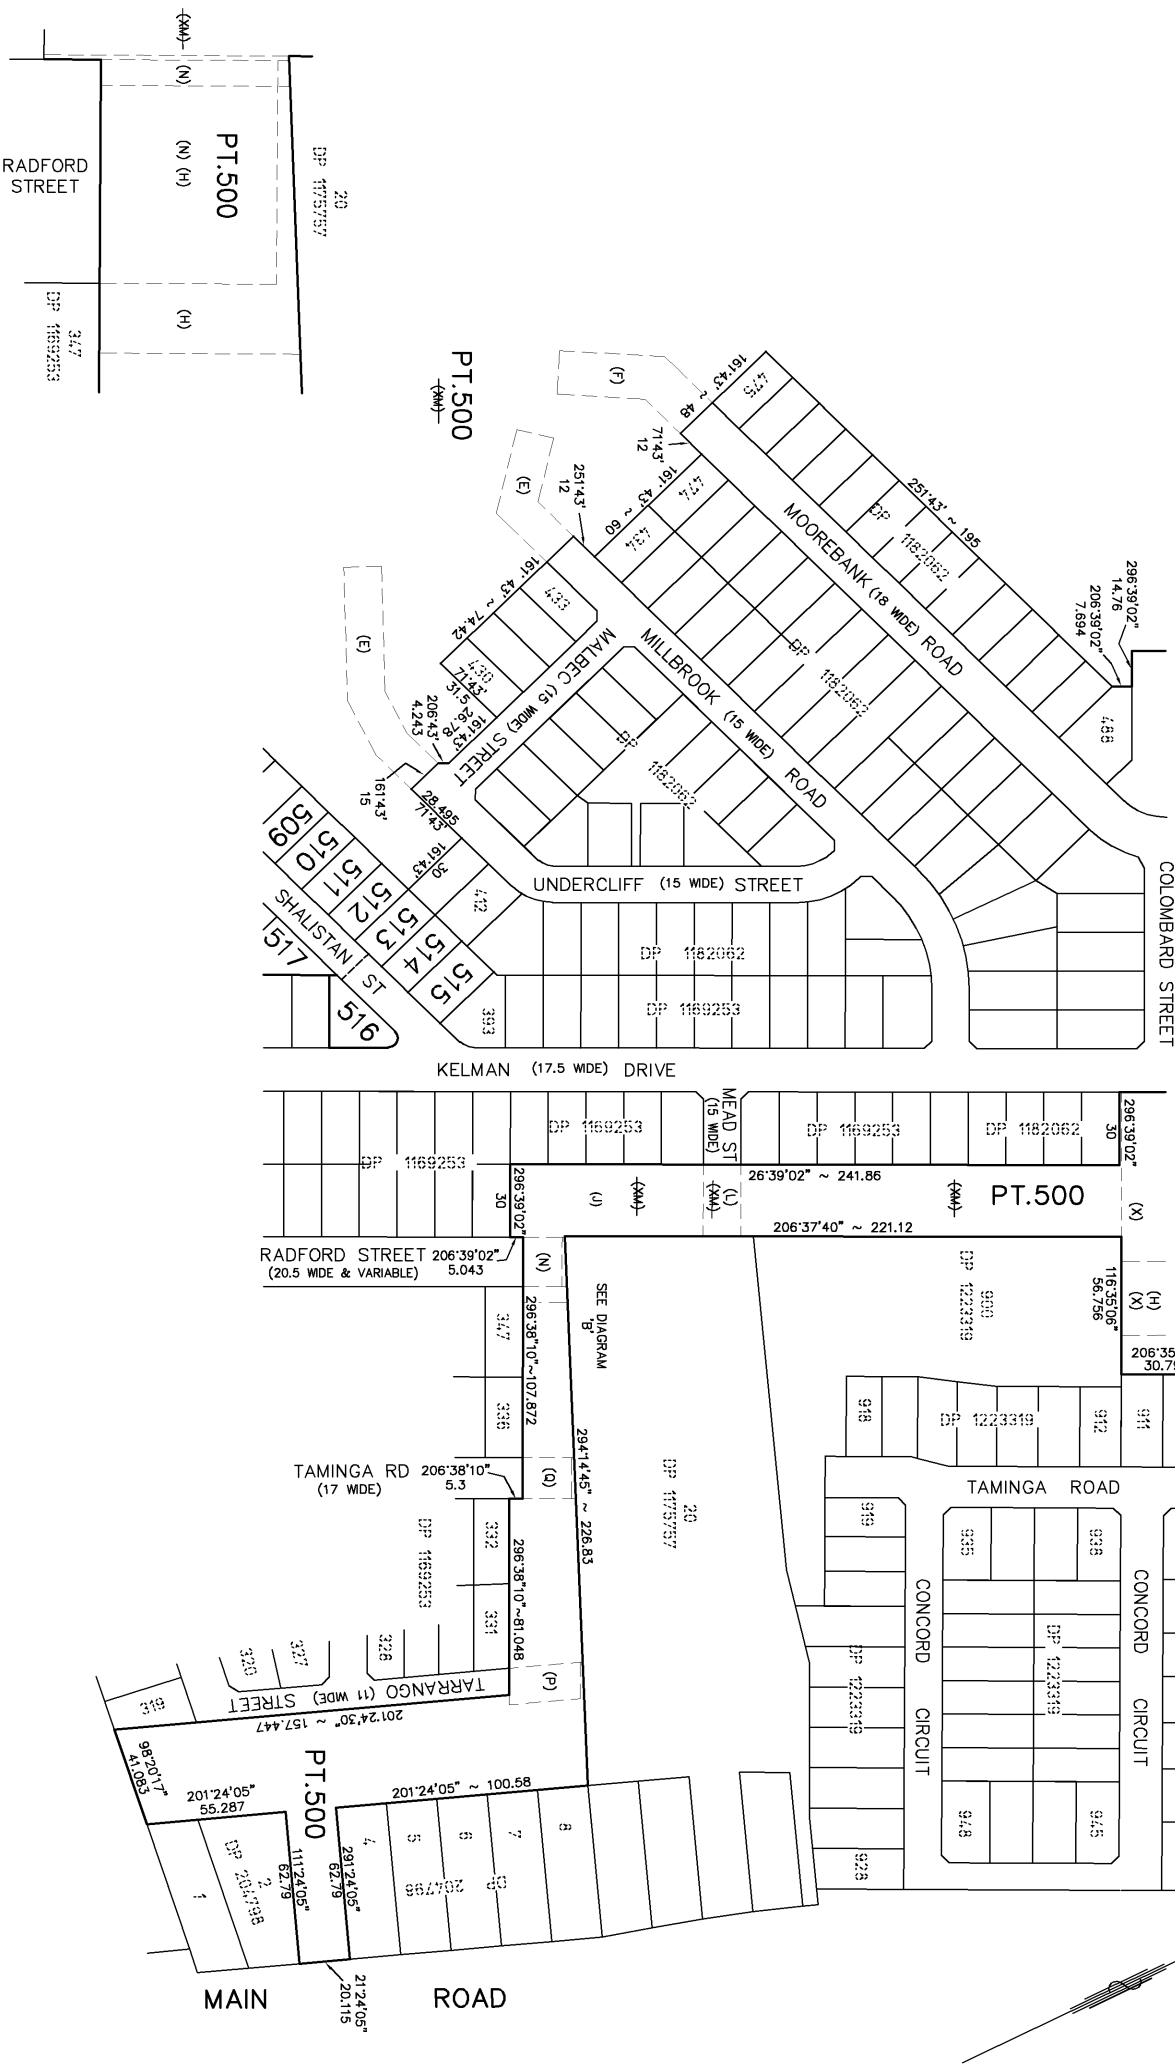 (XM)
(N)
(N) (H)
PT.500
(H)
20
DP 1175757
RADFORD
STREET
347
DP 1169253
PT.500
(XM)
(F)
(E)
(E)
161°43' ~ 48
71°43'
12
475
474
161°43' ~ 60
434
251°43'
12
251°43' ~ 195
DP 1182062
MOOREBANK (18 WIDE) ROAD
296°39'02"
14.76
206°39'02"
7.694
488
DP 1182062
161°43' ~ 74.42
433
430
71°43'
31.5
161°43'
26.78
206°43'
4.243
MALBEC (15 WIDE) STREET
MILLBROOK (15 WIDE) ROAD
DP 1182062
161°43'
15
28.495
71°43'
161°43'
30
412
UNDERCLIFF (15 WIDE) STREET
COLOMBARD STREET
509
510
511
512
513
514
515
SHALISTAN ST
517
516
DP 1182062
393
DP 1169253
KELMAN (17.5 WIDE) DRIVE
MEAD ST
(15 WIDE)
DP 1169253
DP 1169253
DP 1169253
DP 1182062
296°39'02"
30
26°39'02" ~ 241.86
296°39'02"
30
(J)
(XM)
(L)
(XM)
(XM)
PT.500
(X)
206°37'40" ~ 221.12
RADFORD STREET
(20.5 WIDE & VARIABLE)
206°39'02"
5.043
(N)
SEE DIAGRAM
'B'
900
DP 1223319
116°35'06"
56.756
(H)
(X)
206°35
30.79
347
336
296°38'10"~107.872
294°14'45" ~ 226.83
918
DP 1223319
912
911
TAMINGA RD
(17 WIDE)
206°38'10"
5.3
(Q)
20
DP 1175757
TAMINGA ROAD
332
331
DP 1169253
296°38'10"~81.048
919
935
938
CONCORD CIRCUIT
CONCORD CIRCUIT
DP 1223319
DP 1223319
320
327
328
(P)
319
TARRANGO (11 WIDE) STREET
201°24'30" ~ 157.447
98°20'17"
41.083
201°24'05"
55.287
PT.500
201°24'05" ~ 100.58
1
2
DP 204798
111°24'05"
62.79
291°24'05"
62.79
4
5
6
7
8
DP 204798
948
945
928
21°24'05"
20.115
MAIN ROAD